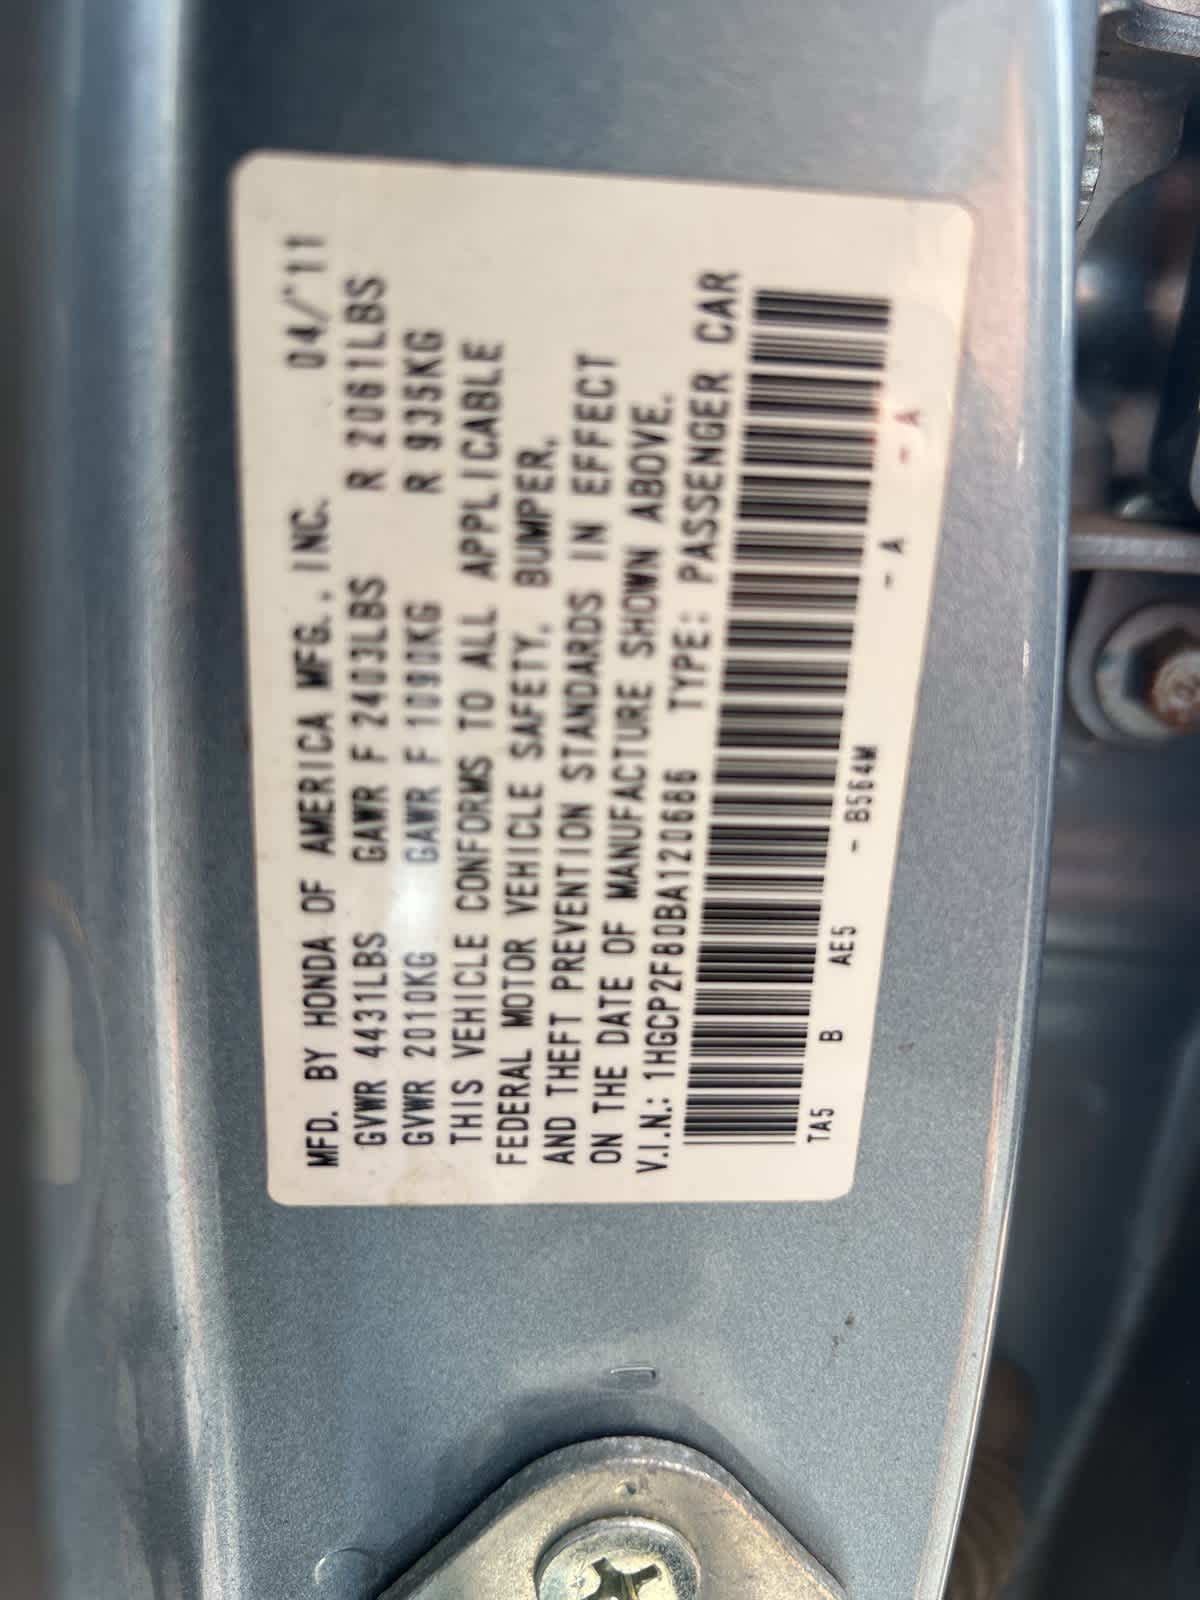 MFD. BY HONDA OF AMERICA MFG., INC. 04/'11
GVWR 4431LBS GAWR F 2403LBS R 2061LBS
GVWR 2010KG GAWR F 1090KG R 935KG
THIS VEHICLE CONFORMS TO ALL APPLICABLE
FEDERAL MOTOR VEHICLE SAFETY, BUMPER,
AND THEFT PREVENTION STANDARDS IN EFFECT
ON THE DATE OF MANUFACTURE SHOWN ABOVE.
V.I.N.: 1HGCP2F80BA120686 TYPE: PASSENGER CAR
TA5 B AE5 - B564M - A - A